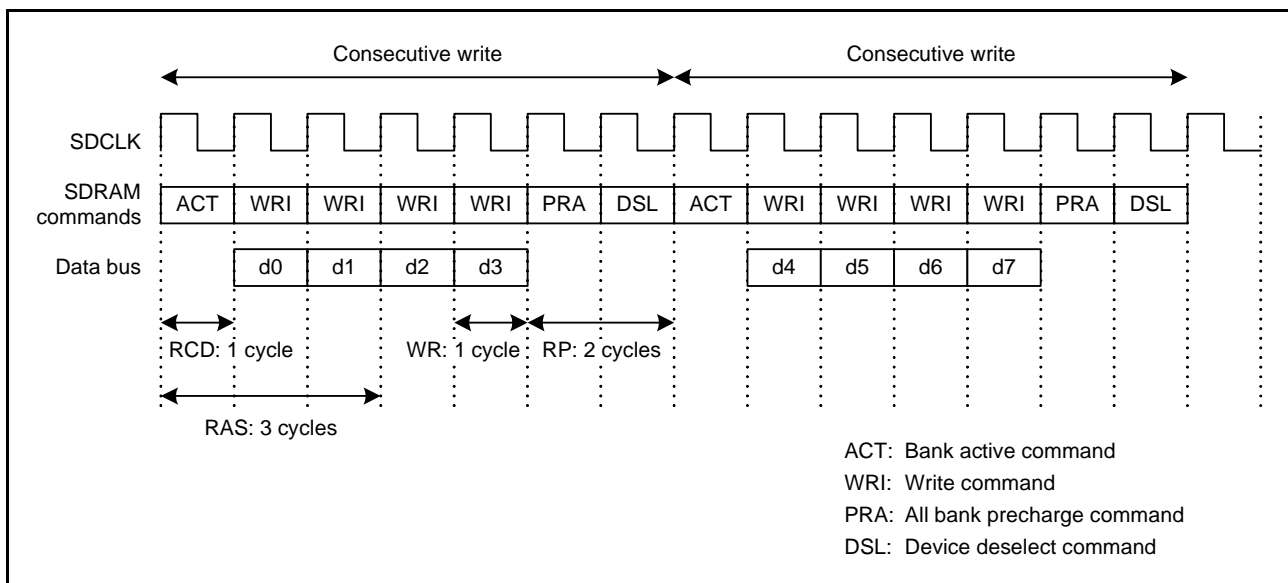 Consecutive write Consecutive write
SDCLK
SDRAM
commands
ACT WRI WRI WRI WRI PRA DSL ACT WRI WRI WRI WRI PRA DSL
Data bus d0 d1 d2 d3 d4 d5 d6 d7
RCD: 1 cycle WR: 1 cycle RP: 2 cycles
RAS: 3 cycles
ACT: Bank active command
WRI: Write command
PRA: All bank precharge command
DSL: Device deselect command